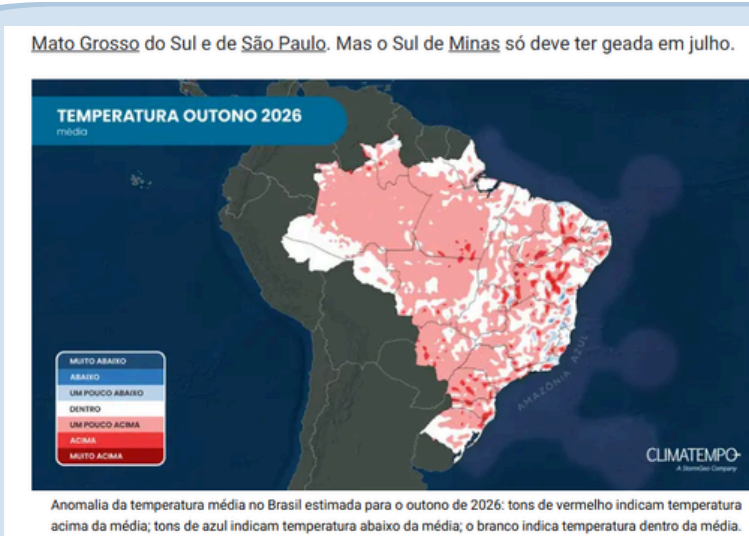 Mato Grosso do Sul e de São Paulo. Mas o Sul de Minas só deve ter geada em julho.
TEMPERATURA OUTONO 2026
média
MUITO ABAIXO
ABAIXO
UM POUCO ABAIXO
DENTRO
UM POUCO ACIMA
ACIMA
MUITO ACIMA
AMAZÔNIA AZUL
CLIMATEMPO
A StormGeo Company
Anomalia da temperatura média no Brasil estimada para o outono de 2026: tons de vermelho indicam temperatura
acima da média; tons de azul indicam temperatura abaixo da média; o branco indica temperatura dentro da média.